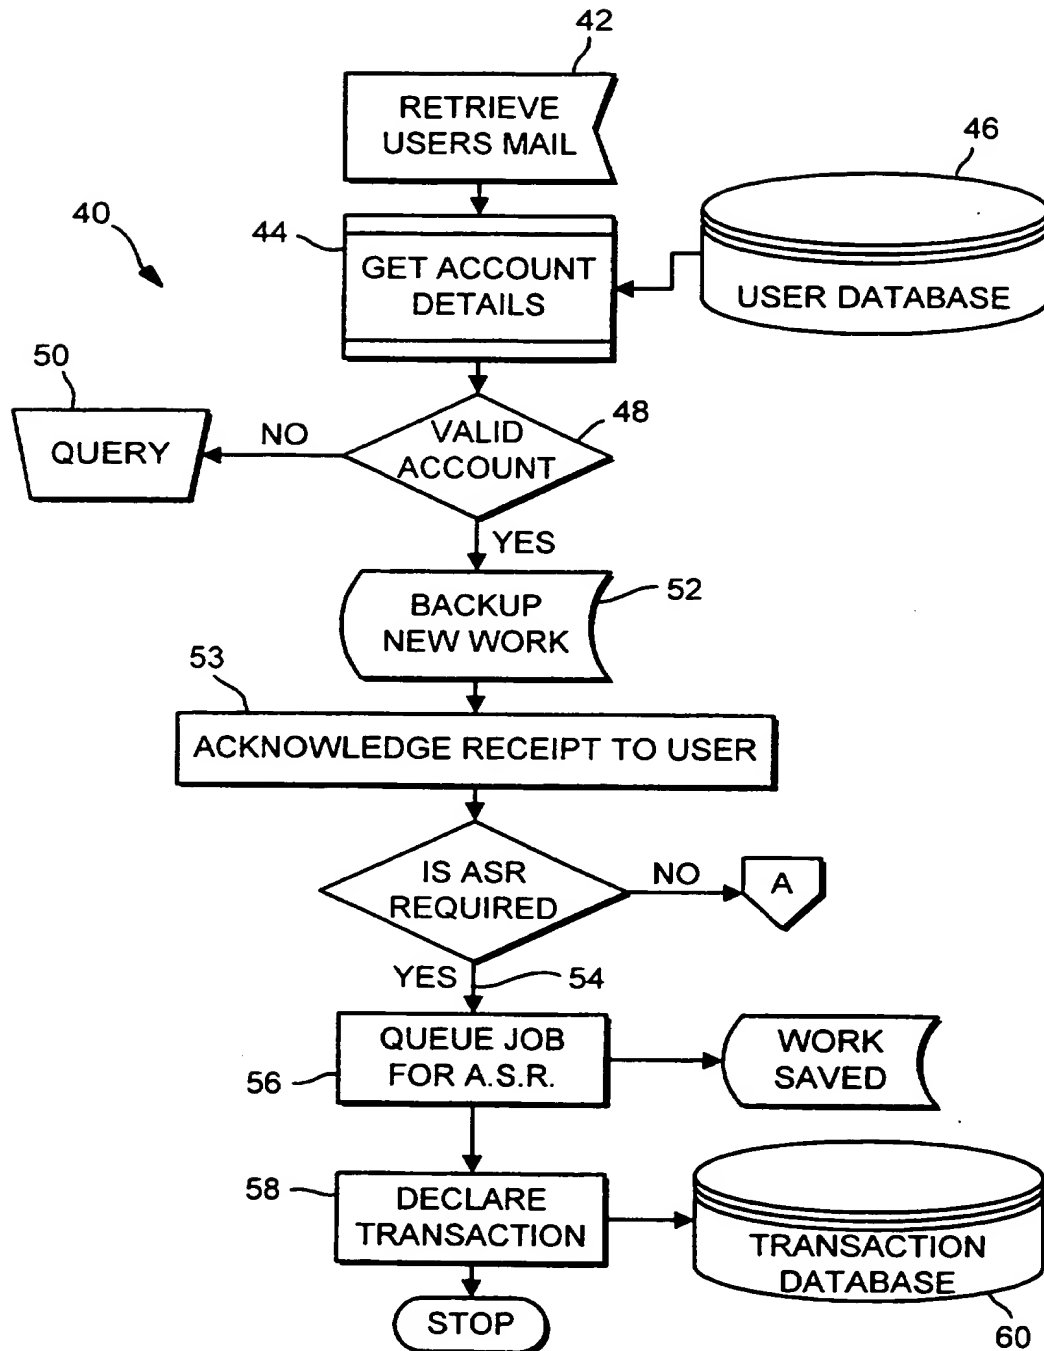 42
RETRIEVE
USERS MAIL
46
40
44
GET ACCOUNT
DETAILS
USER DATABASE
50
QUERY
NO
VALID
ACCOUNT
48
YES
BACKUP
NEW WORK
52
53
ACKNOWLEDGE RECEIPT TO USER
IS ASR
REQUIRED
NO
A
YES
54
QUEUE JOB
FOR A.S.R.
56
WORK
SAVED
58
DECLARE
TRANSACTION
TRANSACTION
DATABASE
STOP
60